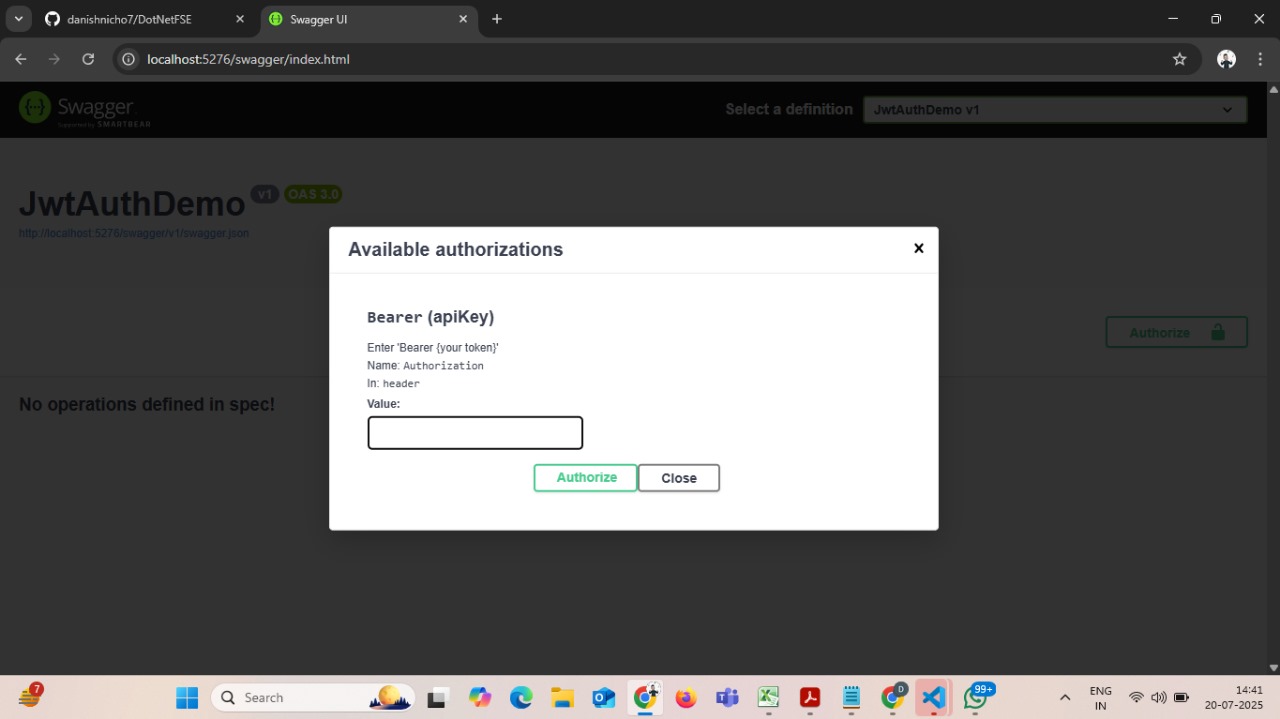 danishnicho7/DotNetFSE
Swagger UI
localhost:5276/swagger/index.html
Swagger
Supported by SMARTBEAR
Select a definition
JwtAuthDemo v1
JwtAuthDemo v1 OAS 3.0
http://localhost:5276/swagger/v1/swagger.json
Available authorizations
Bearer (apiKey)
Enter 'Bearer {your token}'
Name: Authorization
In: header
Value:
Authorize Close
Authorize
No operations defined in spec!
7
Search
D
99+
ENG
IN
14:41
20-07-2025